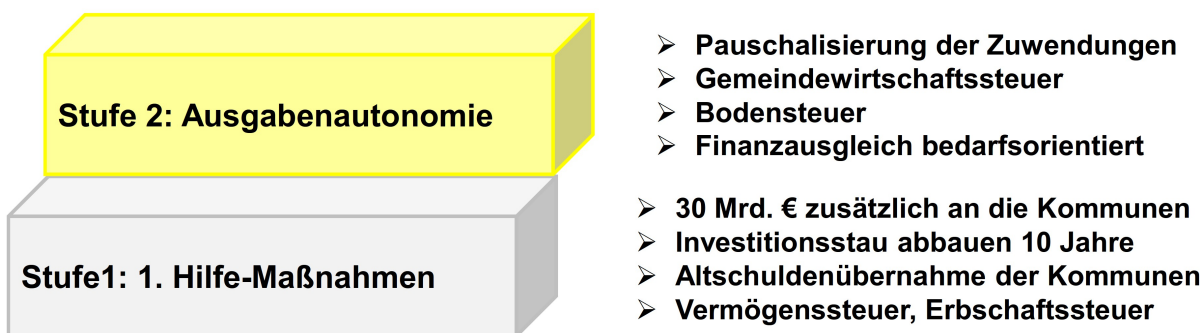 Stufe 2: Ausgabenautonomie
➢ Pauschalisierung der Zuwendungen
➢ Gemeindewirtschaftssteuer
➢ Bodensteuer
➢ Finanzausgleich bedarfsorientiert
Stufe1: 1. Hilfe-Maßnahmen
➢ 30 Mrd. € zusätzlich an die Kommunen
➢ Investitionsstau abbauen 10 Jahre
➢ Altschuldenübernahme der Kommunen
➢ Vermögenssteuer, Erbschaftssteuer